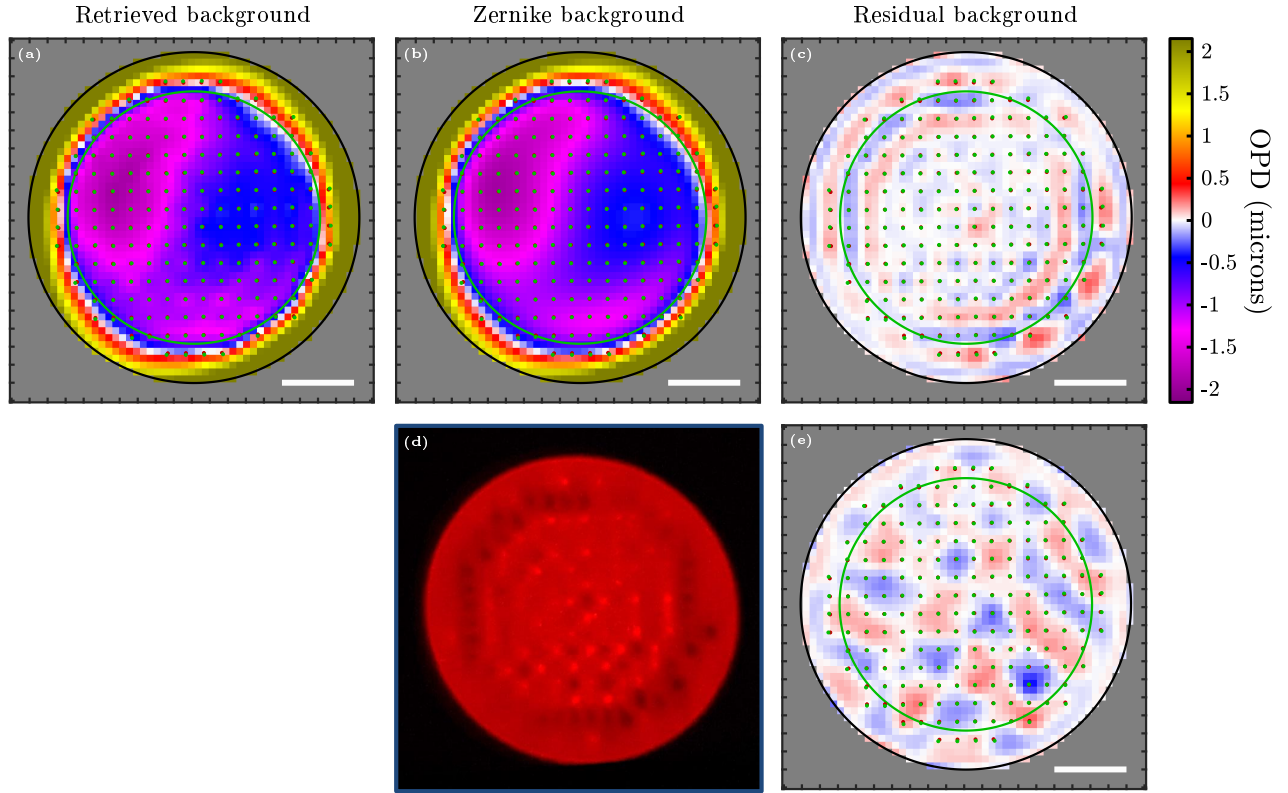 Retrieved background
Zernike background
Residual background
(a)
(b)
(c)
2
1.5
1
0.5
0
-0.5
-1
-1.5
-2
OPD (microns)
(d)
(e)